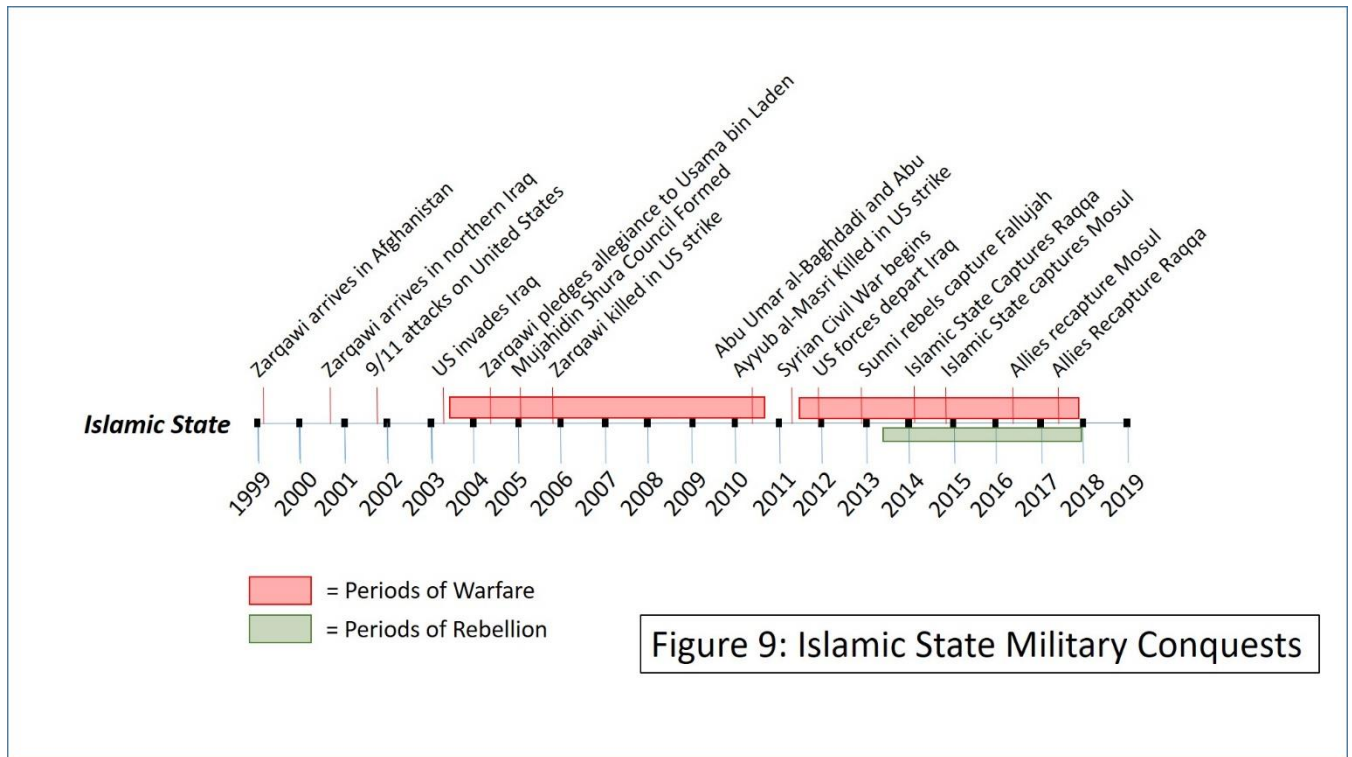 Zarqawi arrives in Afghanistan
Zarqawi arrives in northern Iraq
9/11 attacks on United States
US invades Iraq
Zarqawi pledges allegiance to Usama bin Laden
Mujahidin Shura Council Formed
Zarqawi killed in US strike
Abu Umar al-Baghdadi and Abu
Ayyub al-Masri Killed in US strike
Syrian Civil War begins
US forces depart Iraq
Sunni rebels capture Fallujah
Islamic State Captures Raqqa
Islamic State captures Mosul
Allies recapture Mosul
Allies Recapture Raqqa
Islamic State
1999
2000
2001
2002
2003
2004
2005
2006
2007
2008
2009
2010
2011
2012
2013
2014
2015
2016
2017
2018
2019
= Periods of Warfare
= Periods of Rebellion
Figure 9: Islamic State Military Conquests